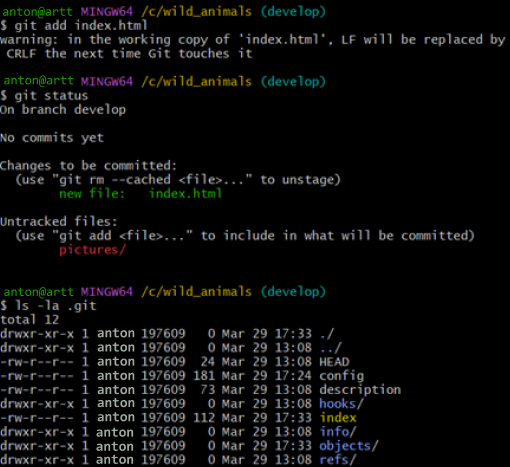 anton@artt MINGW64 /c/wild_animals (develop)
$ git add index.html
warning: in the working copy of 'index.html', LF will be replaced by
CRLF the next time Git touches it
anton@artt MINGW64 /c/wild_animals (develop)
$ git status
On branch develop
No commits yet
Changes to be committed:
(use "git rm --cached <file>..." to unstage)
new file: index.html
Untracked files:
(use "git add <file>..." to include in what will be committed)
pictures/
anton@artt MINGW64 /c/wild_animals (develop)
$ ls -la .git
total 12
drwxr-xr-x 1 anton 197609 0 Mar 29 17:33 ./
drwxr-xr-x 1 anton 197609 0 Mar 29 13:08 ../
-rw-r--r-- 1 anton 197609 24 Mar 29 13:08 HEAD
-rw-r--r-- 1 anton 197609 181 Mar 29 17:24 config
-rw-r--r-- 1 anton 197609 73 Mar 29 13:08 description
drwxr-xr-x 1 anton 197609 0 Mar 29 13:08 hooks/
-rw-r--r-- 1 anton 197609 112 Mar 29 17:33 index
drwxr-xr-x 1 anton 197609 0 Mar 29 13:08 info/
drwxr-xr-x 1 anton 197609 0 Mar 29 17:33 objects/
drwxr-xr-x 1 anton 197609 0 Mar 29 13:08 refs/